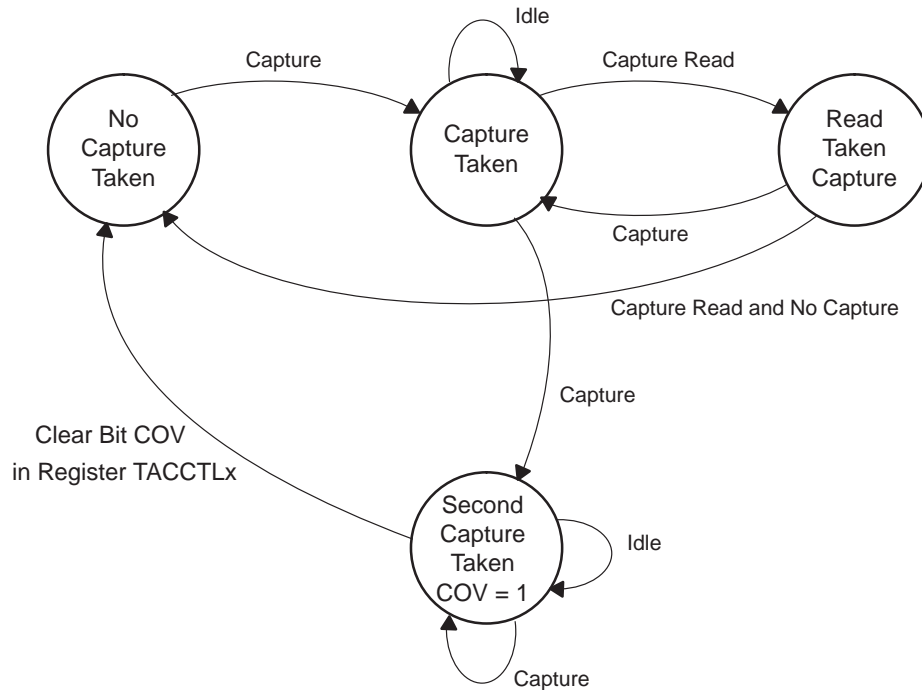 Idle
Capture
Capture Read
No
Capture
Taken
Capture
Taken
Read
Taken
Capture
Capture
Capture Read and No Capture
Capture
Clear Bit COV
in Register TACCTLx
Second
Capture
Taken
COV = 1
Idle
Capture